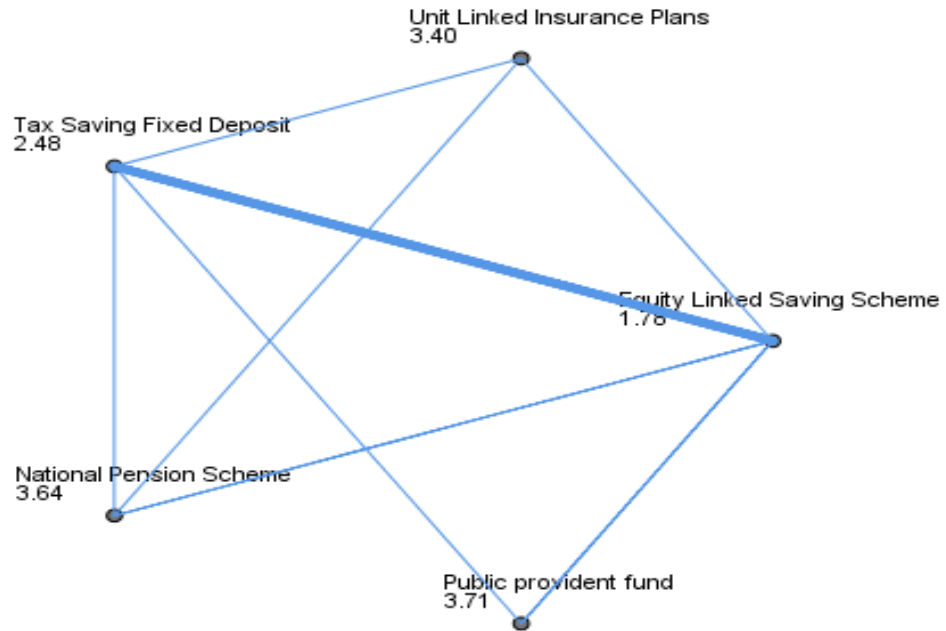 Unit Linked Insurance Plans
3.40
Tax Saving Fixed Deposit
2.48
Equity Linked Saving Scheme
1.78
National Pension Scheme
3.64
Public provident fund
3.71